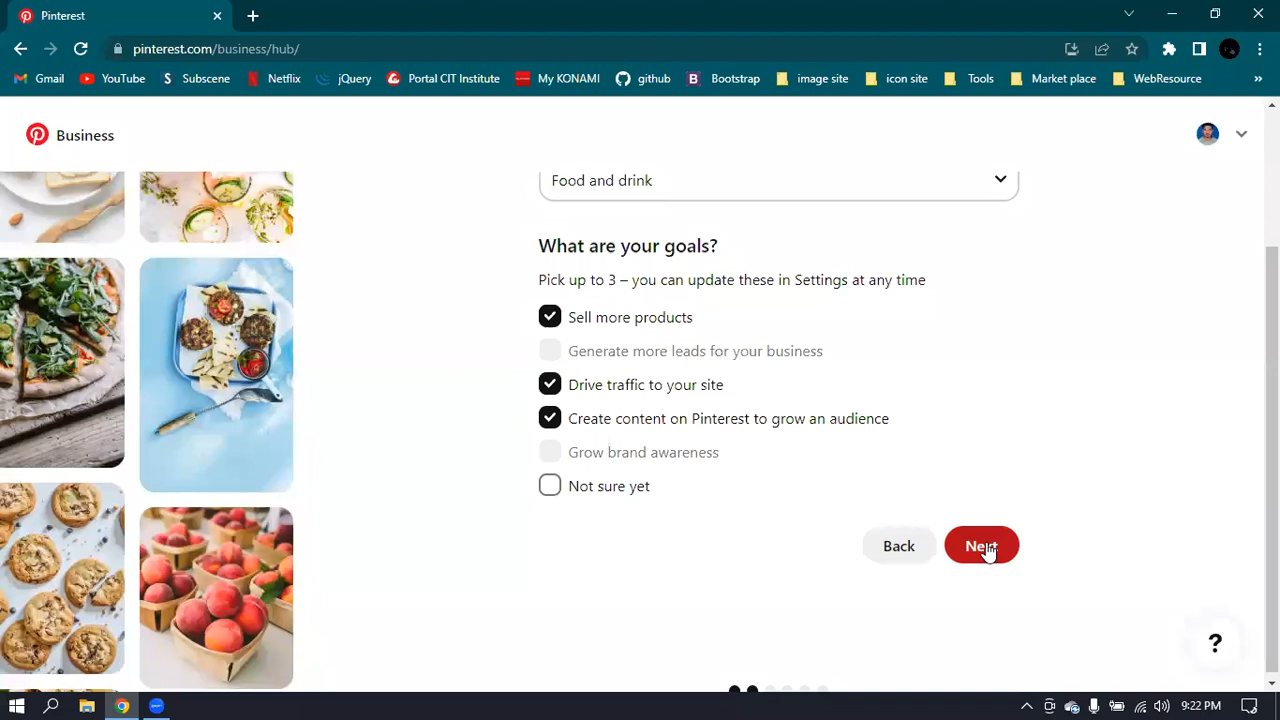 Pinterest
pinterest.com/business/hub/
Gmail YouTube Subscene Netflix jQuery Portal CIT Institute My KONAMI github Bootstrap image site icon site Tools Market place WebResource »
Business
Food and drink
What are your goals?
Pick up to 3 – you can update these in Settings at any time
Sell more products
Generate more leads for your business
Drive traffic to your site
Create content on Pinterest to grow an audience
Grow brand awareness
Not sure yet
Back Next
?
9:22 PM